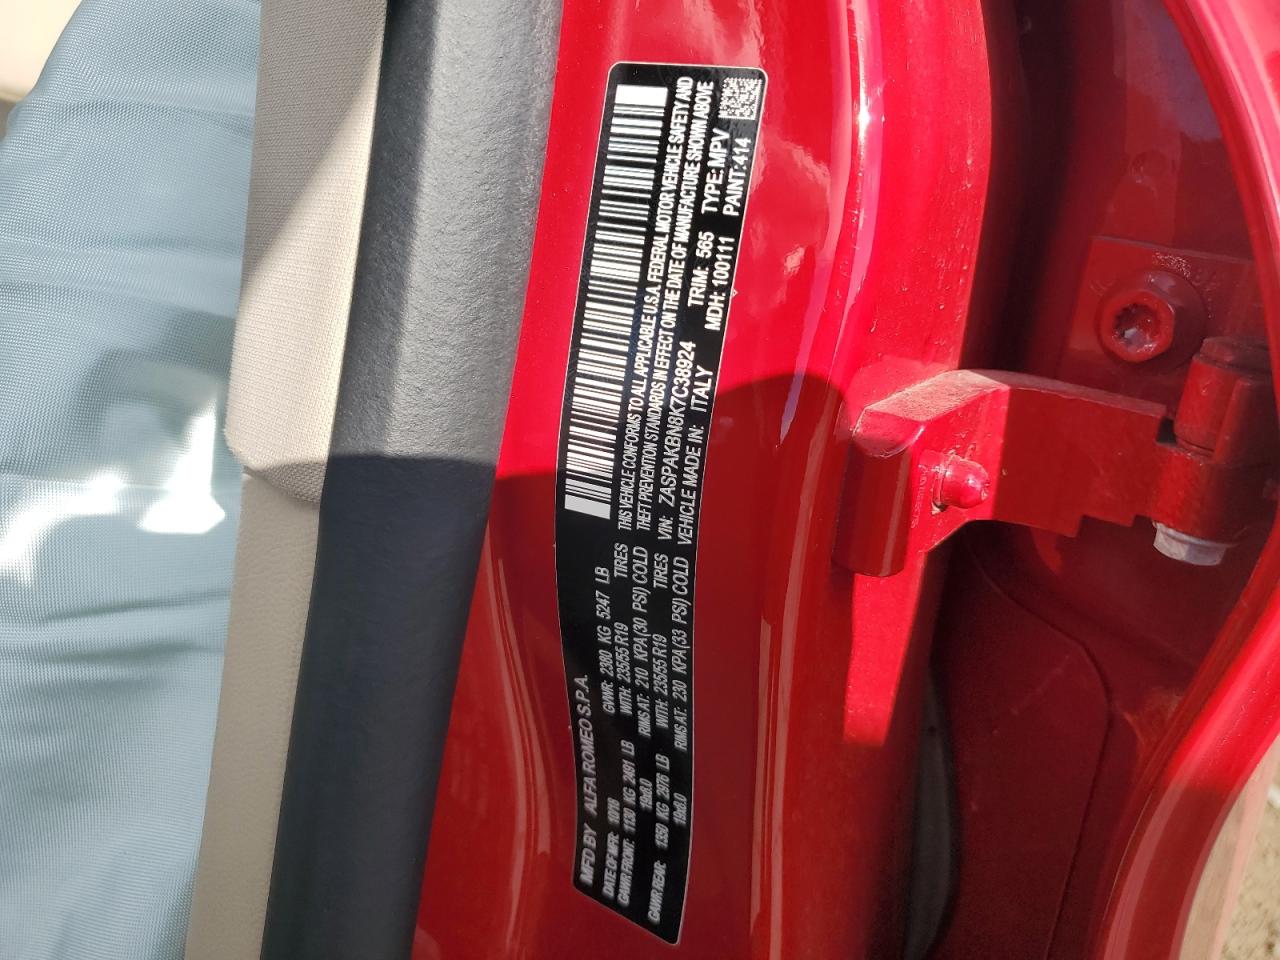 MFD BY ALFA ROMEO S.P.A.
DATE OF MFR: 1018 GVWR: 2380 KG 5247 LB
GAWR FRONT: 1130 KG 2491 LB WITH: 235/55 R19 TIRES
19x8.0 RIMS AT: 210 KPA(30 PSI) COLD
GAWR REAR: 1350 KG 2976 LB WITH: 235/55 R19 TIRES
19x8.0 RIMS AT: 230 KPA(33 PSI) COLD
THIS VEHICLE CONFORMS TO ALL APPLICABLE U.S.A. FEDERAL MOTOR VEHICLE SAFETY AND
THEFT PREVENTION STANDARDS IN EFFECT ON THE DATE OF MANUFACTURE SHOWN ABOVE
VIN: ZASPAKBN8K7C38924 TRIM: 565 TYPE: MPV
VEHICLE MADE IN: ITALY MDH: 100111 PAINT: 414